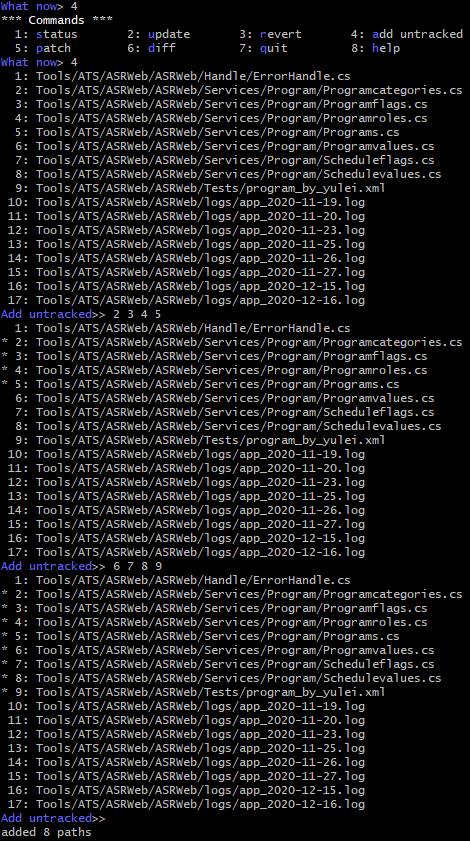 What now> 4
*** Commands ***
  1: status       2: update       3: revert       4: add untracked
  5: patch        6: diff         7: quit         8: help
What now> 4
   1: Tools/ATS/ASRWeb/ASRWeb/Handle/ErrorHandle.cs
   2: Tools/ATS/ASRWeb/ASRWeb/Services/Program/Programcategories.cs
   3: Tools/ATS/ASRWeb/ASRWeb/Services/Program/Programflags.cs
   4: Tools/ATS/ASRWeb/ASRWeb/Services/Program/Programroles.cs
   5: Tools/ATS/ASRWeb/ASRWeb/Services/Program/Programs.cs
   6: Tools/ATS/ASRWeb/ASRWeb/Services/Program/Programvalues.cs
   7: Tools/ATS/ASRWeb/ASRWeb/Services/Program/Scheduleflags.cs
   8: Tools/ATS/ASRWeb/ASRWeb/Services/Program/Schedulevalues.cs
   9: Tools/ATS/ASRWeb/ASRWeb/Tests/program_by_yulei.xml
  10: Tools/ATS/ASRWeb/ASRWeb/logs/app_2020-11-19.log
  11: Tools/ATS/ASRWeb/ASRWeb/logs/app_2020-11-20.log
  12: Tools/ATS/ASRWeb/ASRWeb/logs/app_2020-11-23.log
  13: Tools/ATS/ASRWeb/ASRWeb/logs/app_2020-11-25.log
  14: Tools/ATS/ASRWeb/ASRWeb/logs/app_2020-11-26.log
  15: Tools/ATS/ASRWeb/ASRWeb/logs/app_2020-11-27.log
  16: Tools/ATS/ASRWeb/ASRWeb/logs/app_2020-12-15.log
  17: Tools/ATS/ASRWeb/ASRWeb/logs/app_2020-12-16.log
Add untracked>> 2 3 4 5
   1: Tools/ATS/ASRWeb/ASRWeb/Handle/ErrorHandle.cs
*  2: Tools/ATS/ASRWeb/ASRWeb/Services/Program/Programcategories.cs
*  3: Tools/ATS/ASRWeb/ASRWeb/Services/Program/Programflags.cs
*  4: Tools/ATS/ASRWeb/ASRWeb/Services/Program/Programroles.cs
*  5: Tools/ATS/ASRWeb/ASRWeb/Services/Program/Programs.cs
   6: Tools/ATS/ASRWeb/ASRWeb/Services/Program/Programvalues.cs
   7: Tools/ATS/ASRWeb/ASRWeb/Services/Program/Scheduleflags.cs
   8: Tools/ATS/ASRWeb/ASRWeb/Services/Program/Schedulevalues.cs
   9: Tools/ATS/ASRWeb/ASRWeb/Tests/program_by_yulei.xml
  10: Tools/ATS/ASRWeb/ASRWeb/logs/app_2020-11-19.log
  11: Tools/ATS/ASRWeb/ASRWeb/logs/app_2020-11-20.log
  12: Tools/ATS/ASRWeb/ASRWeb/logs/app_2020-11-23.log
  13: Tools/ATS/ASRWeb/ASRWeb/logs/app_2020-11-25.log
  14: Tools/ATS/ASRWeb/ASRWeb/logs/app_2020-11-26.log
  15: Tools/ATS/ASRWeb/ASRWeb/logs/app_2020-11-27.log
  16: Tools/ATS/ASRWeb/ASRWeb/logs/app_2020-12-15.log
  17: Tools/ATS/ASRWeb/ASRWeb/logs/app_2020-12-16.log
Add untracked>> 6 7 8 9
   1: Tools/ATS/ASRWeb/ASRWeb/Handle/ErrorHandle.cs
*  2: Tools/ATS/ASRWeb/ASRWeb/Services/Program/Programcategories.cs
*  3: Tools/ATS/ASRWeb/ASRWeb/Services/Program/Programflags.cs
*  4: Tools/ATS/ASRWeb/ASRWeb/Services/Program/Programroles.cs
*  5: Tools/ATS/ASRWeb/ASRWeb/Services/Program/Programs.cs
*  6: Tools/ATS/ASRWeb/ASRWeb/Services/Program/Programvalues.cs
*  7: Tools/ATS/ASRWeb/ASRWeb/Services/Program/Scheduleflags.cs
*  8: Tools/ATS/ASRWeb/ASRWeb/Services/Program/Schedulevalues.cs
*  9: Tools/ATS/ASRWeb/ASRWeb/Tests/program_by_yulei.xml
  10: Tools/ATS/ASRWeb/ASRWeb/logs/app_2020-11-19.log
  11: Tools/ATS/ASRWeb/ASRWeb/logs/app_2020-11-20.log
  12: Tools/ATS/ASRWeb/ASRWeb/logs/app_2020-11-23.log
  13: Tools/ATS/ASRWeb/ASRWeb/logs/app_2020-11-25.log
  14: Tools/ATS/ASRWeb/ASRWeb/logs/app_2020-11-26.log
  15: Tools/ATS/ASRWeb/ASRWeb/logs/app_2020-11-27.log
  16: Tools/ATS/ASRWeb/ASRWeb/logs/app_2020-12-15.log
  17: Tools/ATS/ASRWeb/ASRWeb/logs/app_2020-12-16.log
Add untracked>>
added 8 paths